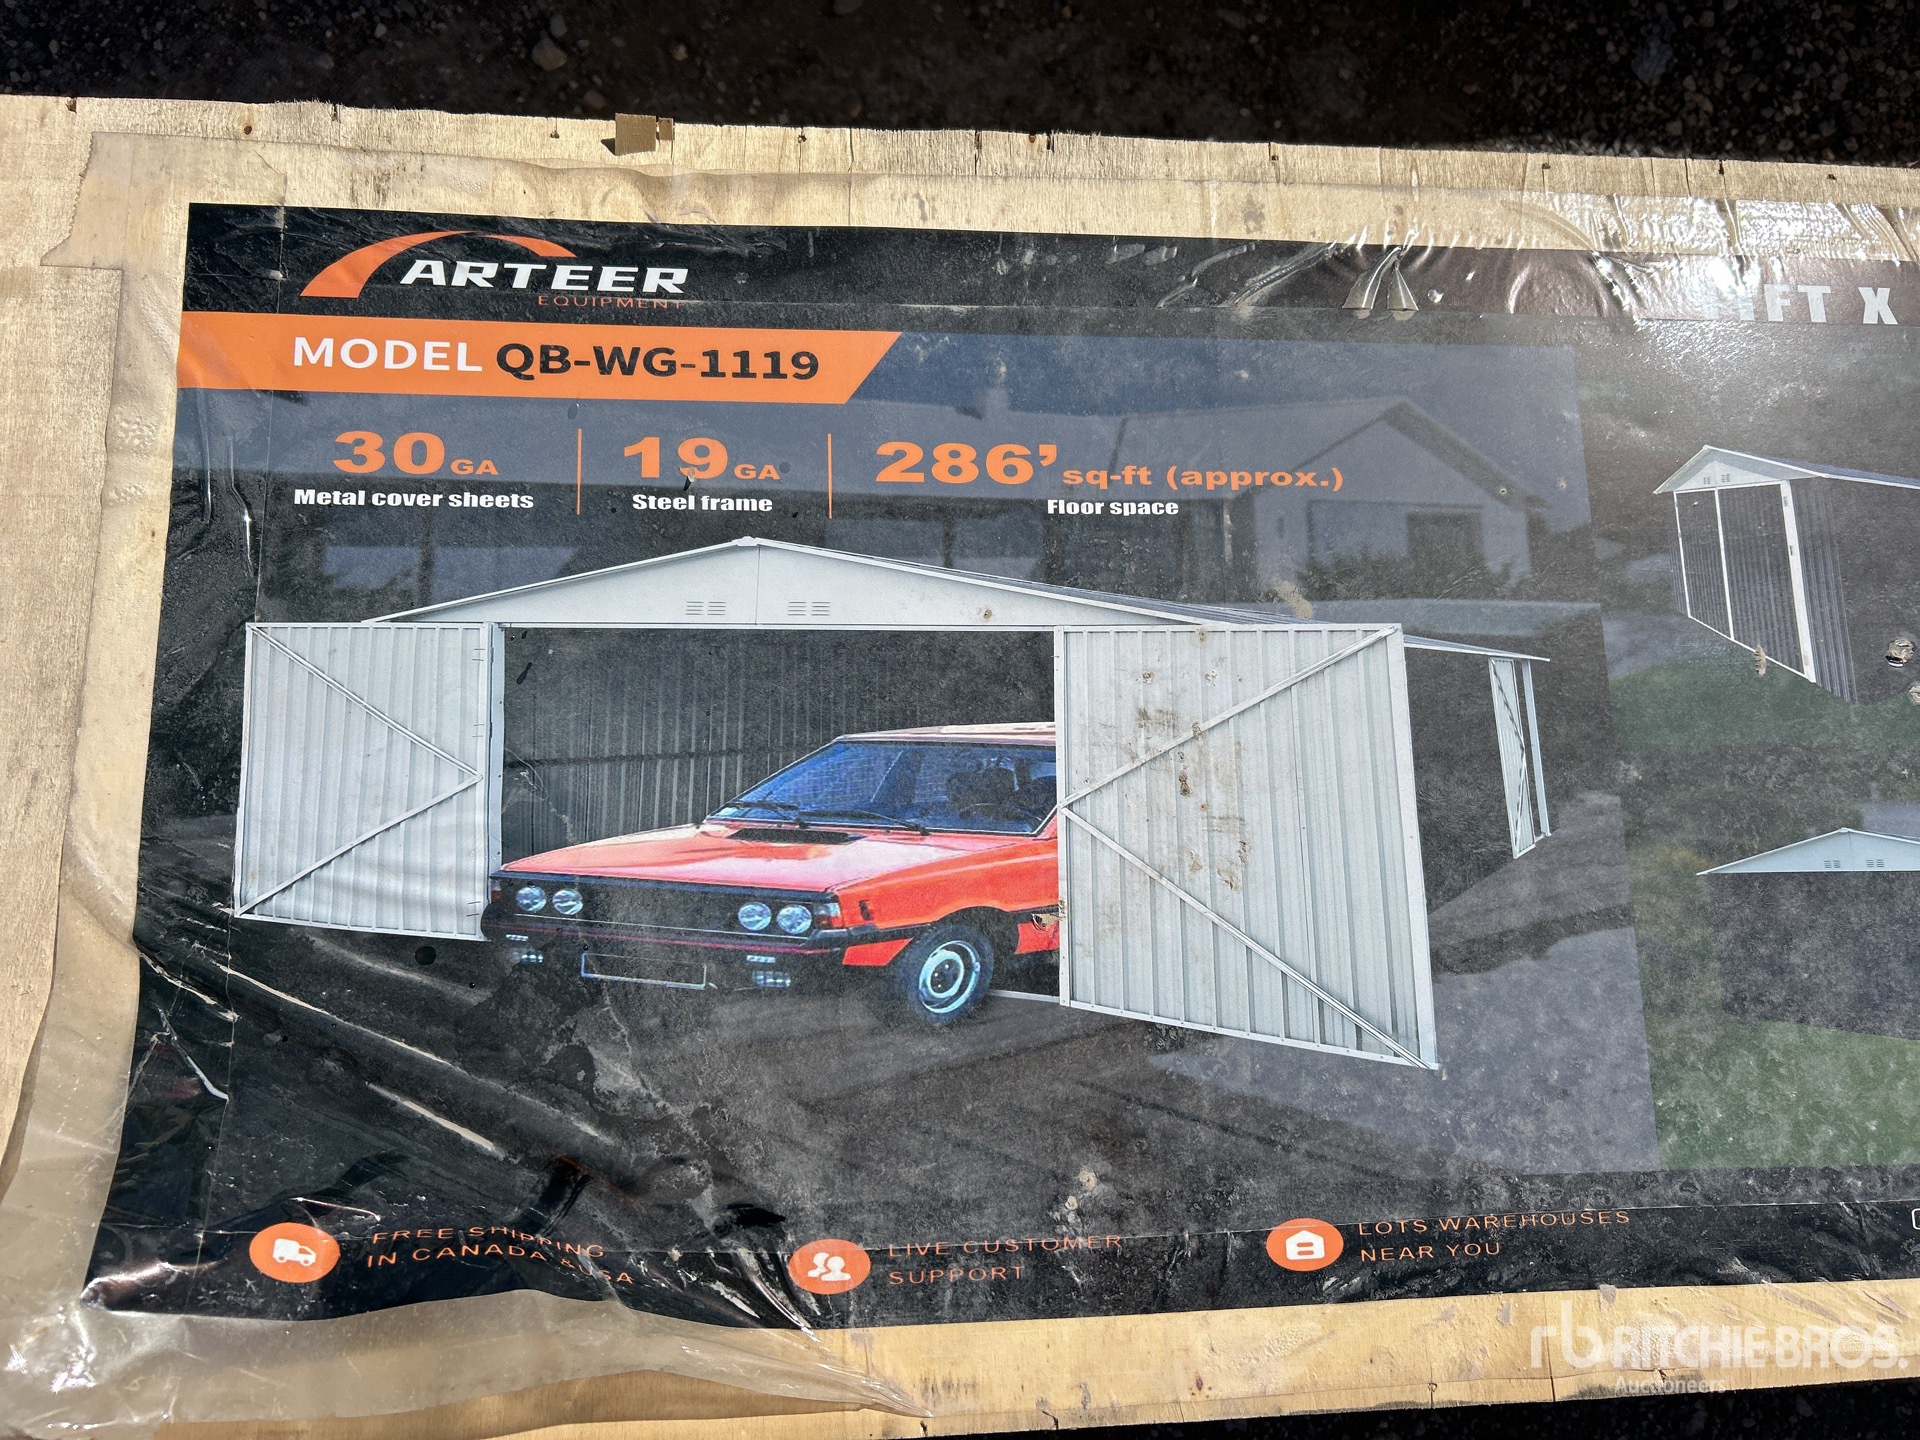 ARTEER
EQUIPMENT
FT X
MODEL QB-WG-1119
30GA
Metal cover sheets
19GA
Steel frame
286' sq-ft (approx.)
Floor space
FREE SHIPPING
IN CANADA & USA
LIVE CUSTOMER
SUPPORT
LOTS WAREHOUSES
NEAR YOU
rb RITCHIE BROS.
Auctioneers